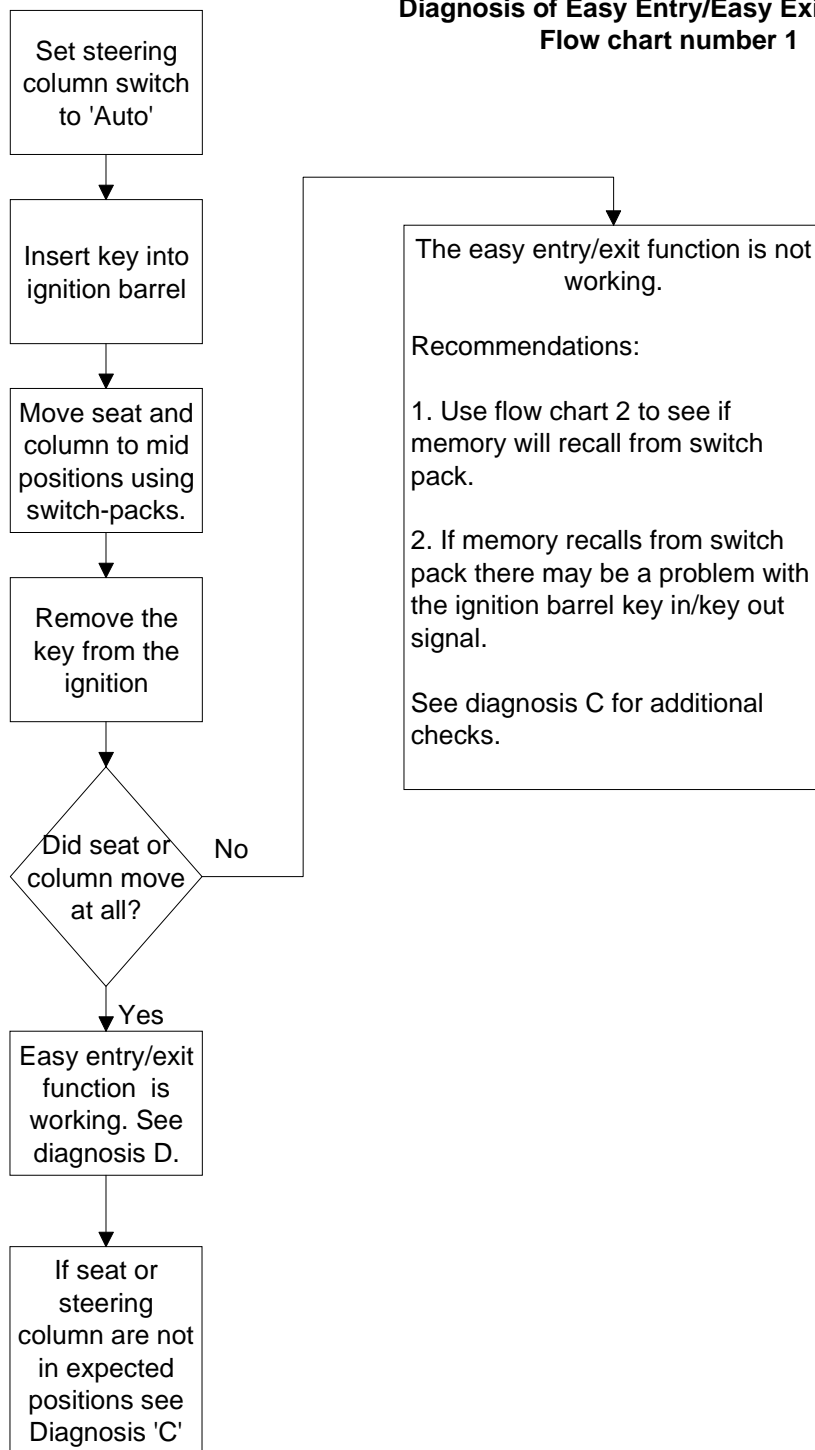 Diagnosis of Easy Entry/Easy Exi
Flow chart number 1
Set steering
column switch
to 'Auto'
Insert key into
ignition barrel
Move seat and
column to mid
positions using
switch-packs.
Remove the
key from the
ignition
Did seat or
column move
at all?
No
Yes
Easy entry/exit
function is
working. See
diagnosis D.
If seat or
steering
column are not
in expected
positions see
Diagnosis 'C'
The easy entry/exit function is not
working.
Recommendations:
1. Use flow chart 2 to see if
memory will recall from switch
pack.
2. If memory recalls from switch
pack there may be a problem with
the ignition barrel key in/key out
signal.
See diagnosis C for additional
checks.